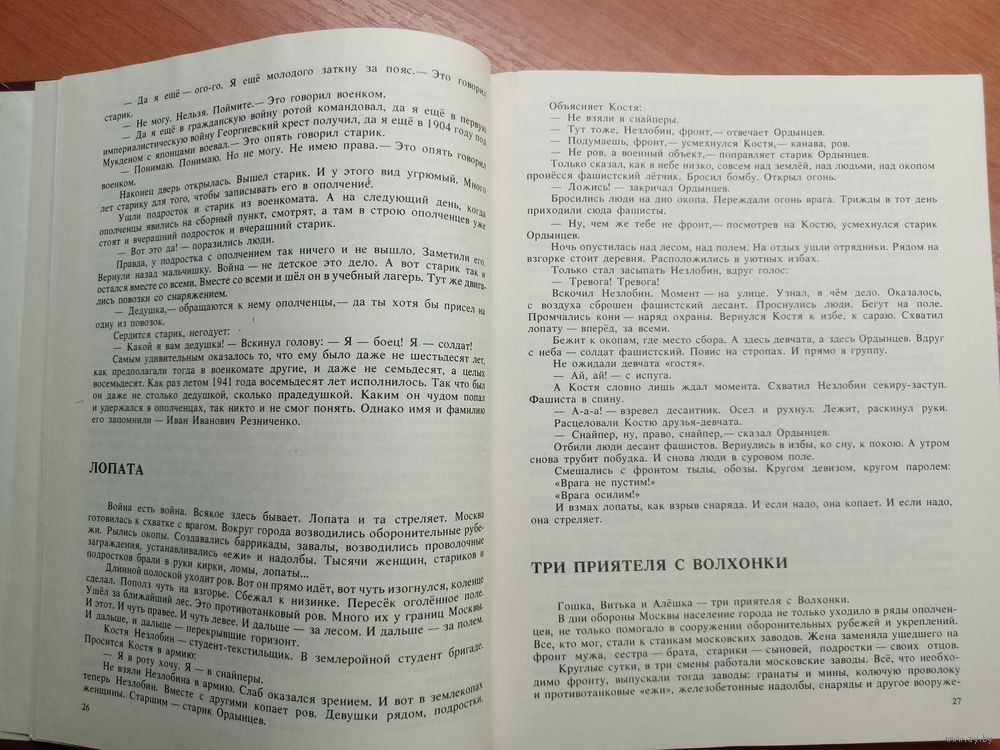 — Да я ещё — ого-го. Я ещё молодого заткну за пояс.— Это говорил
старик.
— Не могу. Нельзя. Поймите.— Это говорил военком.
— Да я ещё в гражданскую войну ротой командовал, да я ещё в первую
империалистическую войну Георгиевский крест получил, да я ещё в 1904 году под
Мукденом с японцами воевал.— Это опять говорил старик.
— Понимаю. Понимаю. Но не могу. Не имею права.— Это опять говорил
военком.
Наконец дверь открылась. Вышел старик. И у этого вид угрюмый. Много
лет старику для того, чтобы записывать его в ополчение.
Ушли подросток и старик из военкомата. А на следующий день, когда
ополченцы явились на сборный пункт, смотрят, а там в строю ополченцев уже
стоят и вчерашний подросток и вчерашний старик.
— Вот это да! — поразились люди.
Правда, у подростка с ополчением так ничего и не вышло. Заметили его.
Вернули назад мальчишку. Война — не детское это дело. А вот старик так и
остался вместе со всеми. Вместе со всеми и шёл он в учебный лагерь. Тут же двига-
лись повозки со снаряжением.
— Дедушка,— обращаются к нему ополченцы,— да ты хотя бы присел на
одну из повозок.
Сердится старик, негодует:
— Какой я вам дедушка! — Вскинул голову: — Я — боец! Я — солдат!
Самым удивительным оказалось то, что ему было даже не шестьдесят лет,
как предполагали тогда в военкомате другие, и даже не семьдесят, а целых
восемьдесят. Как раз летом 1941 года восемьдесят лет исполнилось. Так что был
он даже не столько дедушкой, сколько прадедушкой. Каким он чудом попал
и удержался в ополченцах, так никто и не смог понять. Однако имя и фамилию
его запомнили — Иван Иванович Резниченко.
ЛОПАТА
Война есть война. Всякое здесь бывает. Лопата и та стреляет. Москва
готовилась к схватке с врагом. Вокруг города возводились оборонительные рубе-
жи. Рылись окопы. Создавались баррикады, завалы, возводились проволочные
заграждения, устанавливались «ежи» и надолбы. Тысячи женщин, стариков и
подростков брали в руки кирки, ломы, лопаты...
Длинной полоской уходит ров. Вот он прямо идёт, вот чуть изогнулся, коленце
сделал. Пополз чуть на взгорье. Сбежал к низинке. Пересёк оголённое поле.
Ушёл за ближайший лес. Это противотанковый ров. Много их у границ Москвы.
И этот. И чуть правее. И чуть левее. И дальше — за лесом. И дальше — за полем.
И дальше, и дальше — перекрывшие горизонт.
Костя Незлобин — студент-текстильщик. В землеройной студент бригаде.
Просится Костя в армию:
— Я в роту хочу. Я — в снайперы.
Не взяли Незлобина в армию. Слаб оказался зрением. И вот в землекопах
теперь Незлобин. Вместе с другими копает ров. Девушки рядом, подростки,
женщины. Старшим — старик Ордынцев.
26
Объясняет Костя:
— Не взяли в снайперы.
— Тут тоже, Незлобин, фронт,— отвечает Ордынцев.
— Подумаешь, фронт,— усмехнулся Костя,— канава, ров.
— Не ров, а военный объект,— поправляет старик Ордынцев.
Только сказал, как в небе низко, совсем над землёй, над людьми, над окопом
пронёсся фашистский лётчик. Бросил бомбу. Открыл огонь.
— Ложись! — закричал Ордынцев.
Бросились люди на дно окопа. Переждали огонь врага. Трижды в тот день
приходили сюда фашисты.
— Ну, чем же тебе не фронт,— посмотрев на Костю, усмехнулся старик
Ордынцев.
Ночь опустилась над лесом, над полем. На отдых ушли отрядники. Рядом на
взгорке стоит деревня. Расположились в уютных избах.
Только стал засыпать Незлобин, вдруг голос:
— Тревога! Тревога!
Вскочил Незлобин. Момент — на улице. Узнал, в чём дело. Оказалось,
с воздуха сброшен фашистский десант. Проснулись люди. Бегут на поле.
Промчались кони — наряд охраны. Вернулся Костя к избе, к сараю. Схватил
лопату — вперёд, за всеми.
Бежит к окопам, где место сбора. А здесь девчата, а здесь Ордынцев. Вдруг
с неба — солдат фашистский. Повис на стропах. И прямо в группу.
Не ожидали девчата «гостя».
— Ай, ай! — с испуга.
А Костя словно лишь ждал момента. Схватил Незлобин секиру-заступ.
Фашиста в спину.
— А-а-а! — взревел десантник. Осел и рухнул. Лежит, раскинул руки.
Расцеловали Костю друзья-девчата.
— Снайпер, ну, право, снайпер,— сказал Ордынцев.
Отбили люди десант фашистов. Вернулись в избы, ко сну, к покою. А утром
снова трубит побудка. И снова люди в суровом поле.
Смешались с фронтом тылы, обозы. Кругом девизом, кругом паролем:
«Врага не пустим!»
«Врага осилим!»
И взмах лопаты, как взрыв снаряда. И если надо, она копает. И если надо,
она стреляет.
ТРИ ПРИЯТЕЛЯ С ВОЛХОНКИ
Гошка, Витька и Алёшка — три приятеля с Волхонки.
В дни обороны Москвы население города не только уходило в ряды ополчен-
цев, не только помогало в сооружении оборонительных рубежей и укреплений.
Все, кто мог, стали к станкам московских заводов. Жена заменяла ушедшего на
фронт мужа, сестра — брата, старики — сыновей, подростки — своих отцов.
Круглые сутки, в три смены работали московские заводы. Всё, что необхо-
димо фронту, выпускали тогда заводы: гранаты и мины, колючую проволоку
и противотанковые «ежи», железобетонные надолбы, снаряды и другое вооруже-
27
www.ay.by